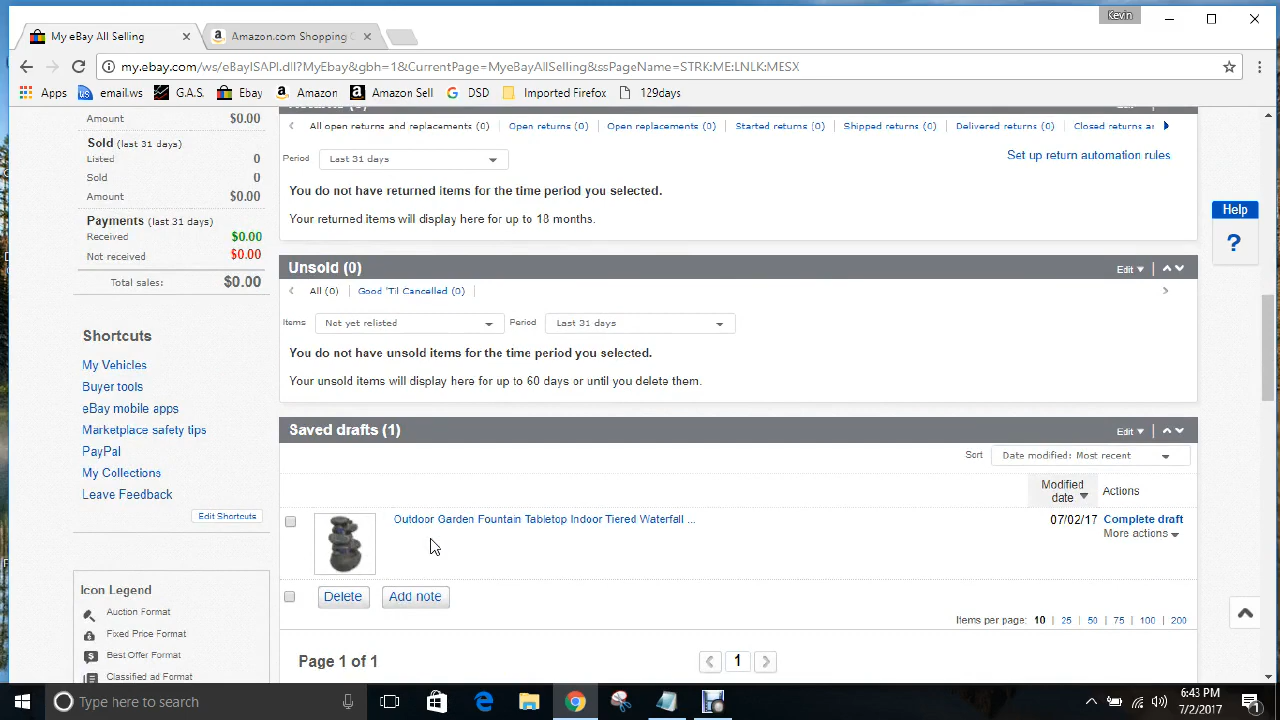 Kevin
My eBay All Selling
Amazon.com Shopping C
my.ebay.com/ws/eBayISAPI.dll?MyEbay&gbh=1&CurrentPage=MyeBayAllSelling&ssPageName=STRK:ME:LNLK:MESX
Apps email.ws G.A.S. Ebay Amazon Amazon Sell DSD Imported Firefox 129days
Amount $0.00
Sold (last 31 days)
Listed 0
Sold 0
Amount $0.00
Payments (last 31 days)
Received $0.00
Not received $0.00
Total sales: $0.00
Shortcuts
My Vehicles
Buyer tools
eBay mobile apps
Marketplace safety tips
PayPal
My Collections
Leave Feedback
Edit Shortcuts
Icon Legend
Auction Format
Fixed Price Format
Best Offer Format
Classified ad Format
All open returns and replacements (0) Open returns (0) Open replacements (0) Started returns (0) Shipped returns (0) Delivered returns (0) Closed returns ar
Period Last 31 days
Set up return automation rules
You do not have returned items for the time period you selected.
Your returned items will display here for up to 18 months.
Unsold (0) Edit
All (0) Good 'Til Cancelled (0)
Items Not yet relisted Period Last 31 days
You do not have unsold items for the time period you selected.
Your unsold items will display here for up to 60 days or until you delete them.
Saved drafts (1) Edit
Sort Date modified: Most recent
Modified date Actions
Outdoor Garden Fountain Tabletop Indoor Tiered Waterfall ... 07/02/17 Complete draft
More actions
Delete Add note
Items per page: 10 | 25 | 50 | 75 | 100 | 200
Page 1 of 1
1
Help
?
Type here to search
6:43 PM
7/2/2017
1